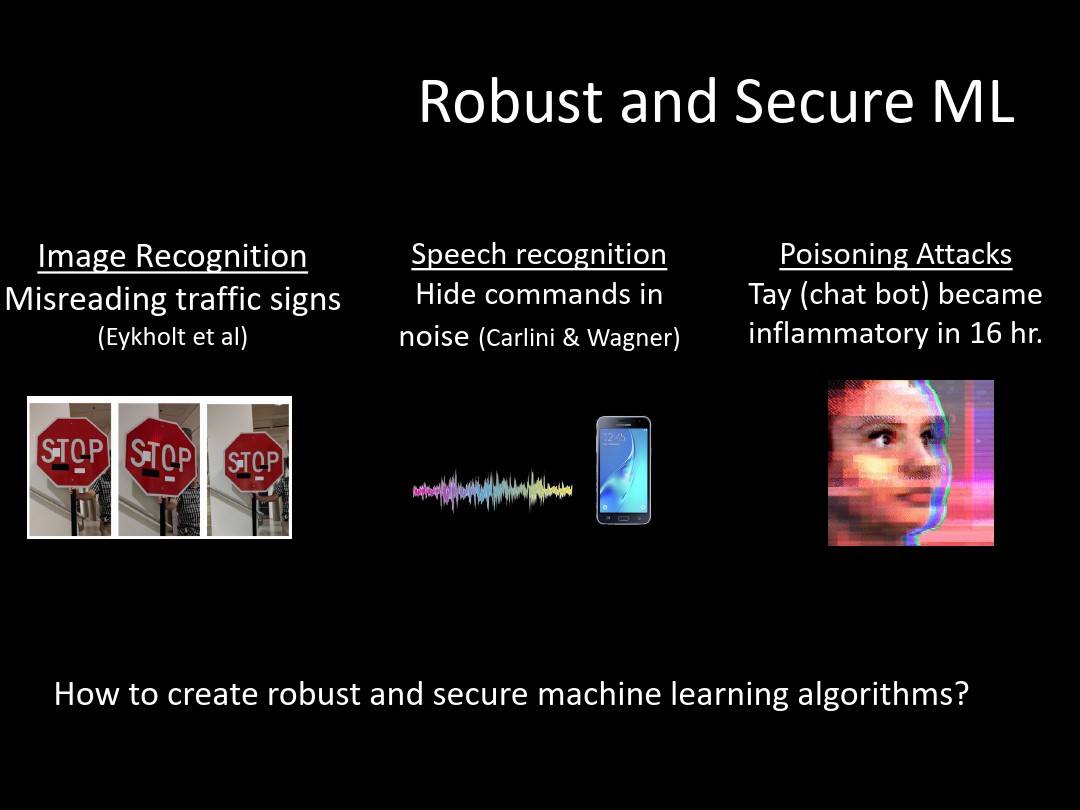 Robust and Secure ML
Image Recognition
Misreading traffic signs
(Eykholt et al)
Speech recognition
Hide commands in
noise (Carlini & Wagner)
Poisoning Attacks
Tay (chat bot) became
inflammatory in 16 hr.
STOP
STOP
STOP
12:45
How to create robust and secure machine learning algorithms?